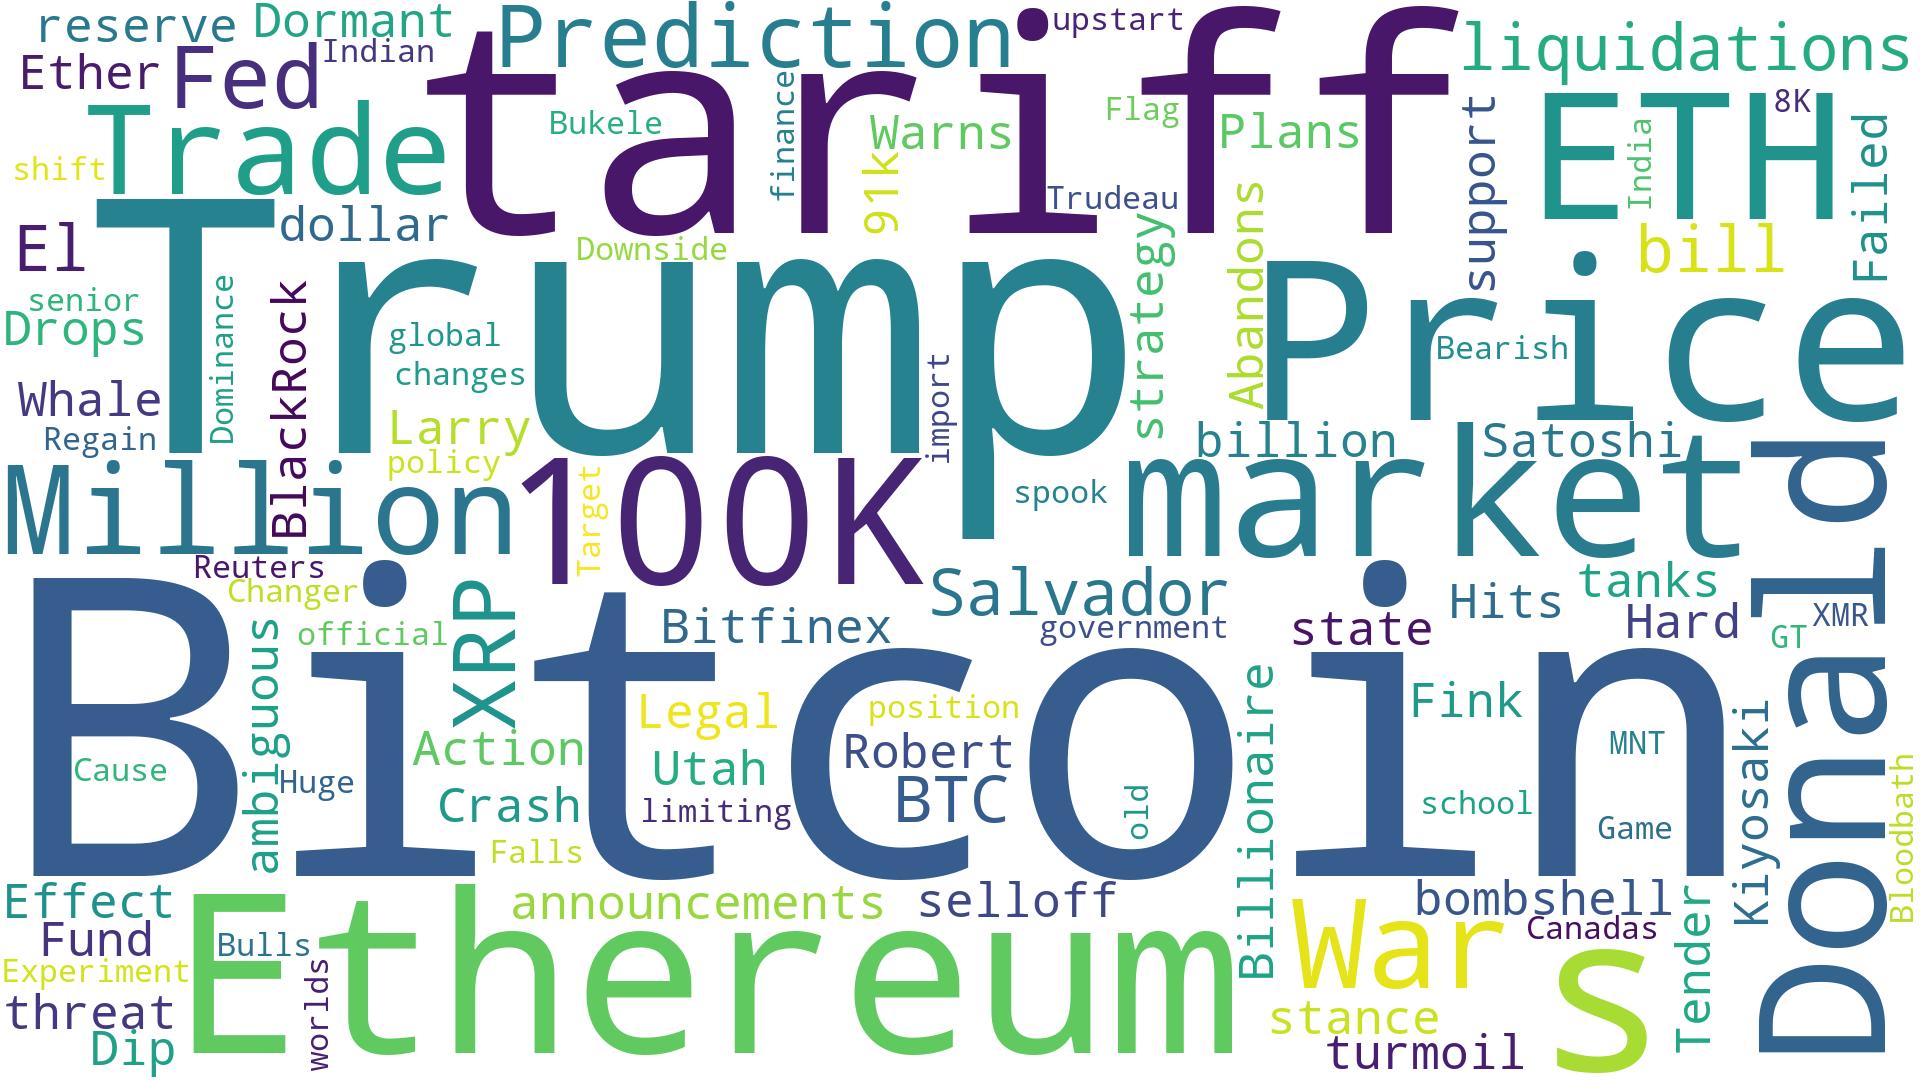 reserve
Dormant
Prediction
upstart
liquidations
Ether
Fed
Indian
tariff
ETH
8K
Trade
Bukele
finance
Warns
Flag
Plans
support
India
Failed
shift
91k
Trudeau
El
dollar
Downside
strategy
Abandons
bill
senior
Drops
Trump
Dominance
BlackRock
global
changes
Price
Bearish
import
Whale
Regain
Larry
policy
billion
Satoshi
Million
100K
Target
spook
market
Donald
Reuters
Changer
official
XRP
Salvador
Bitfinex
government
state
Hits
tanks
Hard
GT
XMR
Bitcoin
Cause
ambiguous
Huge
Action
Crash
Falls
Legal
Utah
limiting
position
Robert
BTC
old
Billionaire
Fink
MNT
school
Game
Kiyosaki
Bloodbath
Effect
announcements
selloff
bombshell
Fund
Bulls
Ethereum
War
Canadas
Tender
Experiment
threat
worlds
Dip
stance
turmoil
s